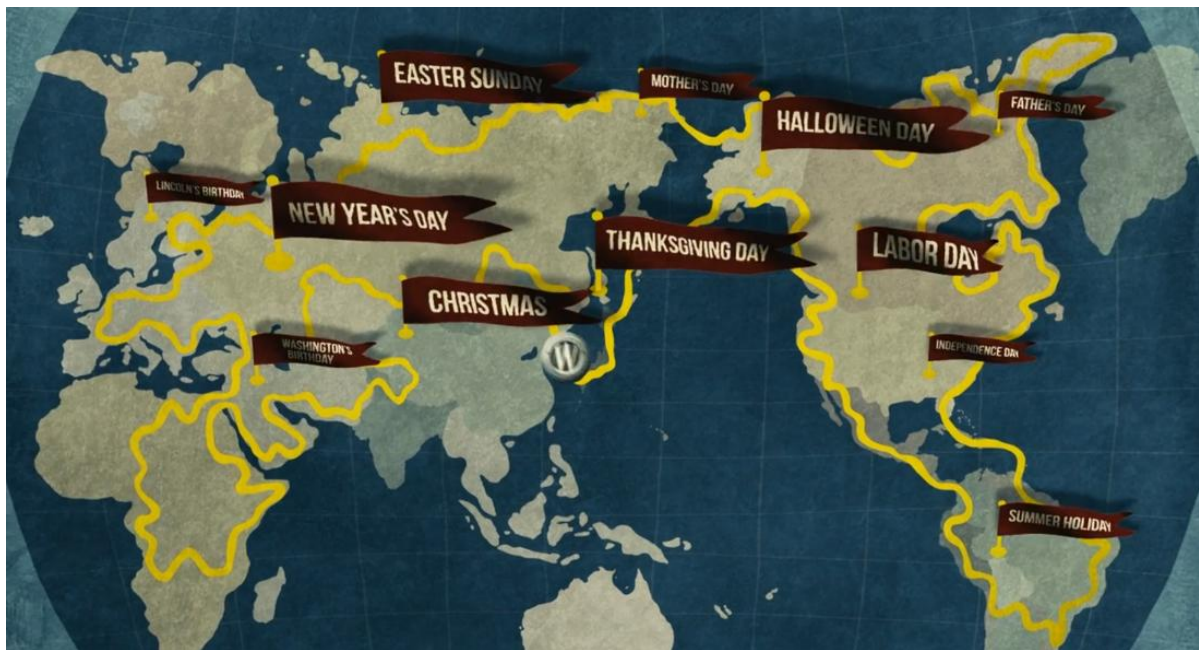 EASTER SUNDAY
MOTHER'S DAY
HALLOWEEN DAY
FATHER'S DAY
LINCOLN'S BIRTHDAY
NEW YEAR'S DAY
THANKSGIVING DAY
LABOR DAY
CHRISTMAS
W
WASHINGTON'S
BIRTHDAY
INDEPENDENCE DAY
SUMMER HOLIDAY